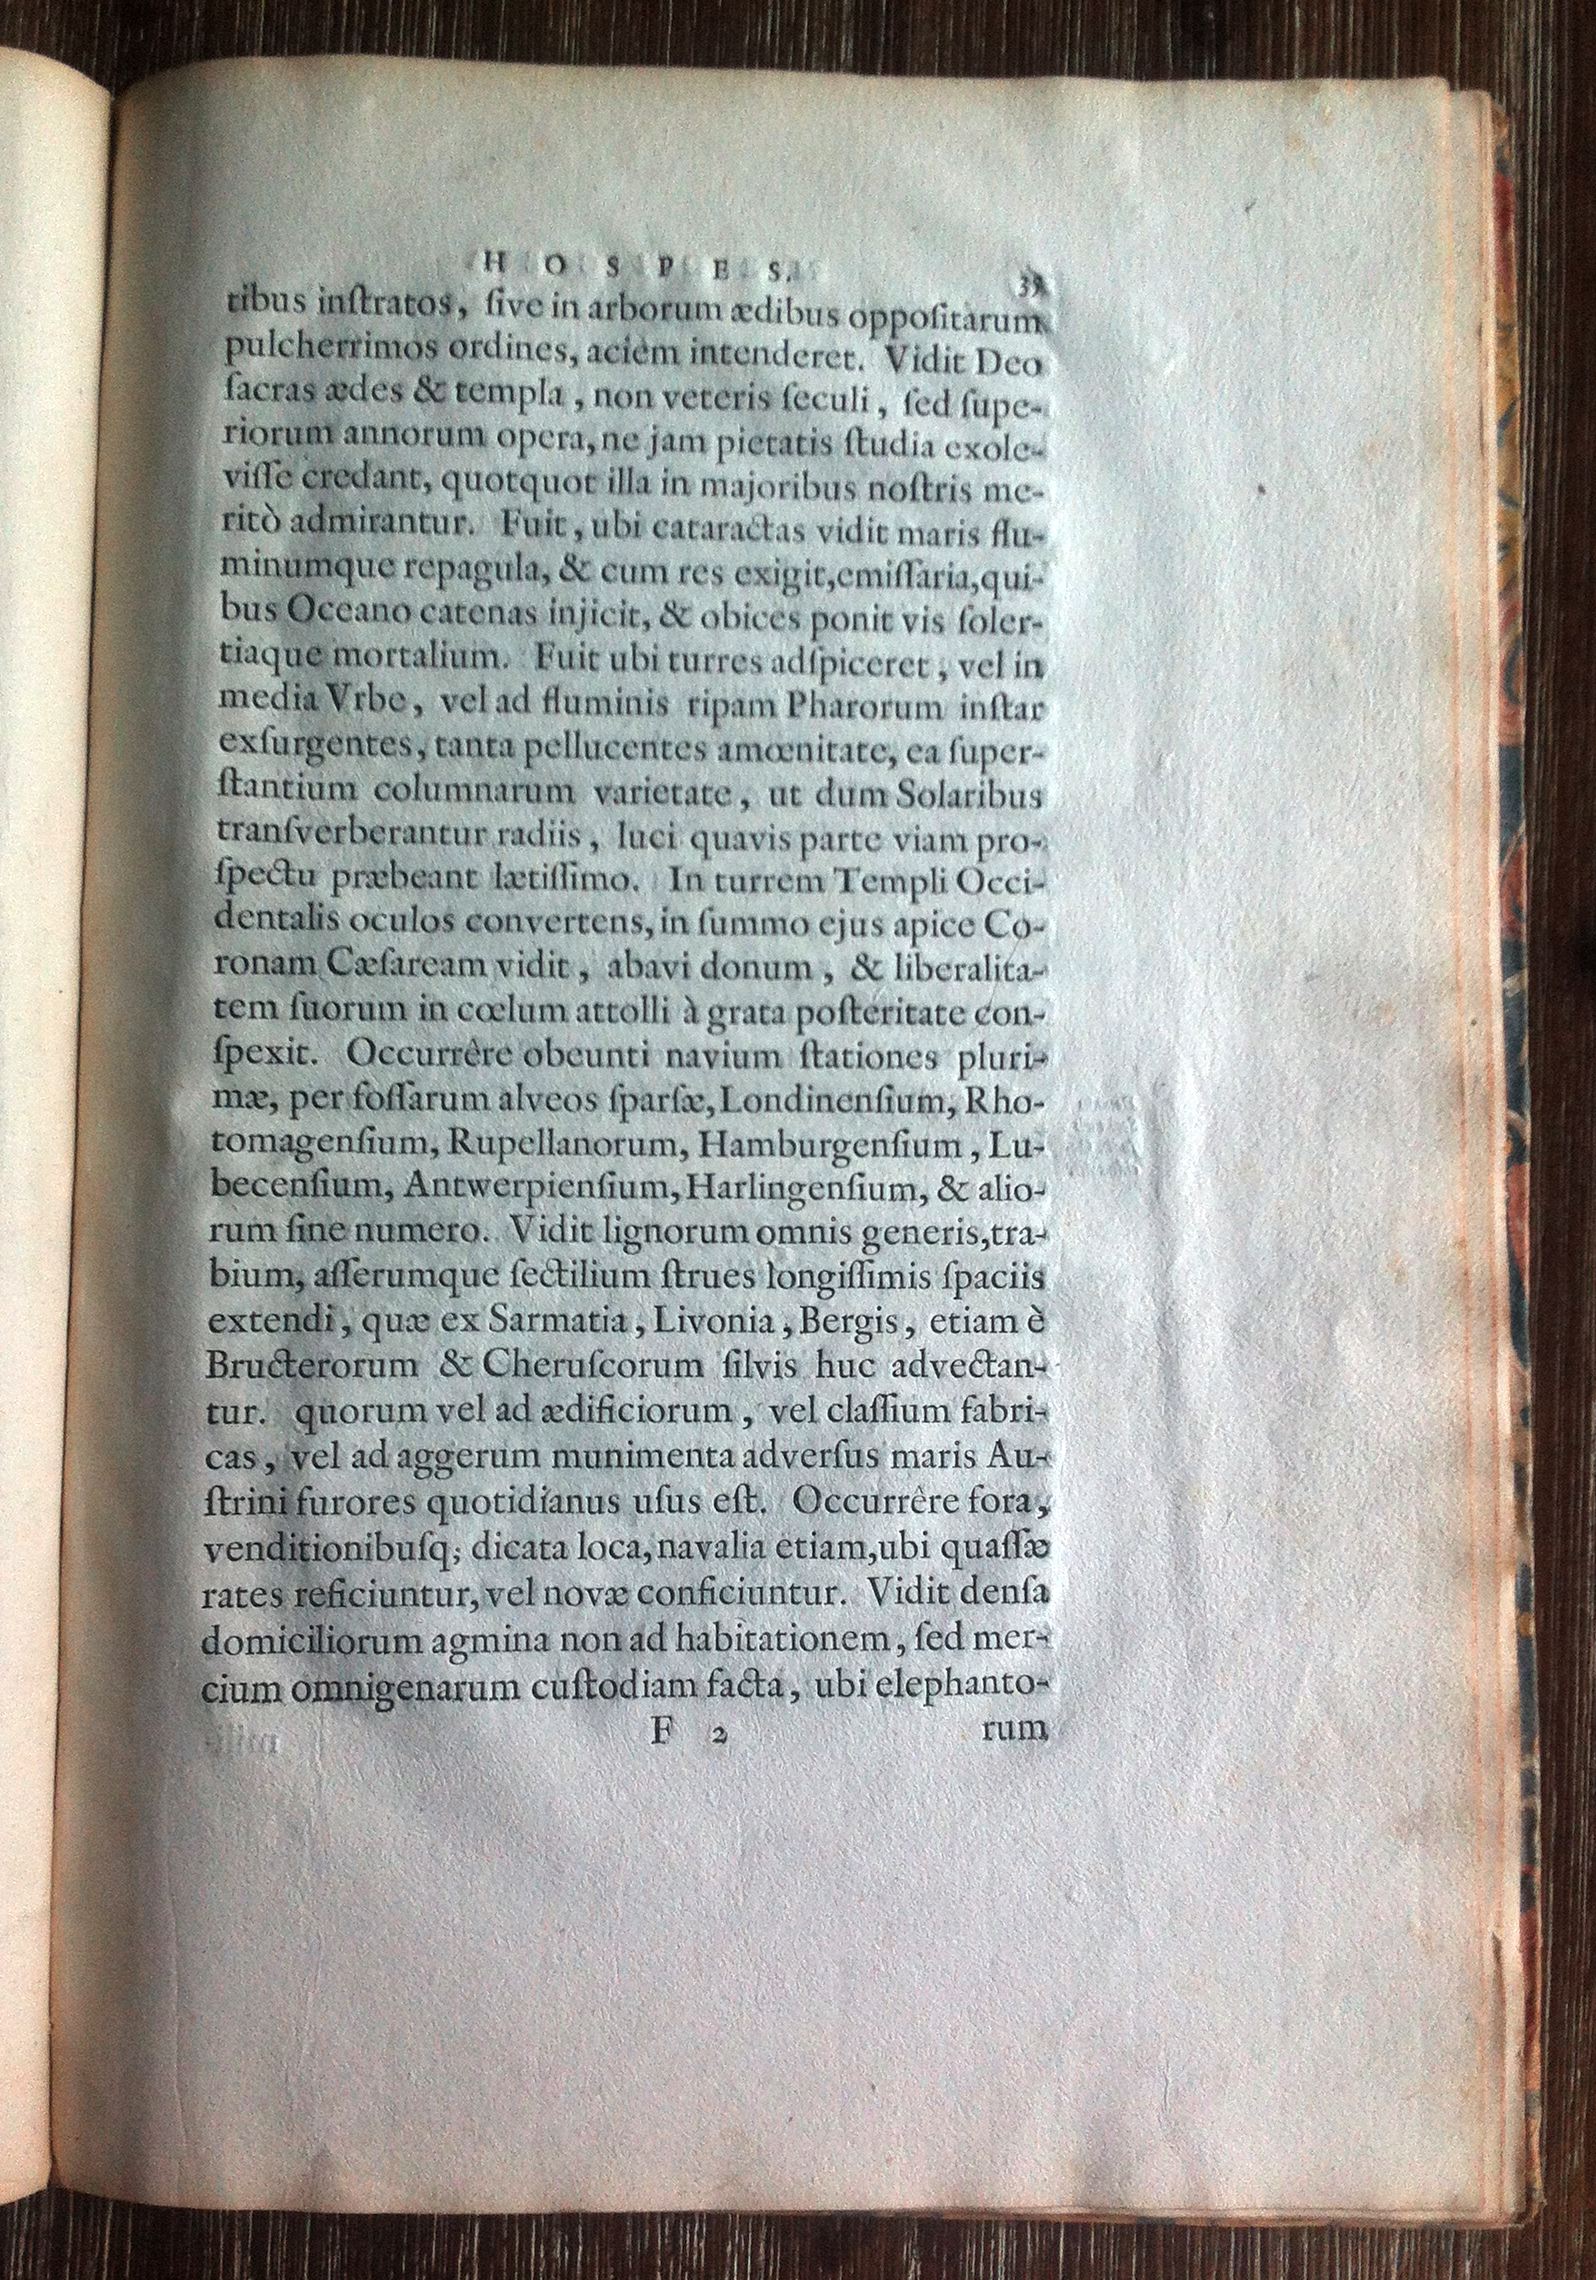 HOSPES.
tibus inſtratos, ſive in arborum ædibus oppoſitarum
pulcherrimos ordines, aciem intenderet. Vidit Deo
ſacras ædes & templa, non veteris ſeculi, ſed ſupe-
riorum annorum opera, ne jam pietatis ſtudia exole-
viſſe credant, quotquot illa in majoribus noſtris me-
ritò admirantur. Fuit, ubi cataractas vidit maris flu-
minumque repagula, & cum res exigit, emiſſaria, qui-
bus Oceano catenas injicit, & obices ponit vis ſoler-
tiaque mortalium. Fuit ubi turres adſpiceret, vel in
media Vrbe, vel ad fluminis ripam Pharorum inſtar
exſurgentes, tanta pellucentes amœnitate, ea ſuper-
ſtantium columnarum varietate, ut dum Solaribus
tranſverberantur radiis, luci quavis parte viam pro-
ſpectu præbeant lætiſſimo. In turrem Templi Occi-
dentalis oculos convertens, in ſummo ejus apice Co-
ronam Cæſaream vidit, abavi donum, & liberalita-
tem ſuorum in cœlum attolli à grata poſteritate con-
ſpexit. Occurrêre obeunti navium ſtationes pluri-
mæ, per foſſarum alveos ſparſæ, Londinenſium, Rho-
tomagenſium, Rupellanorum, Hamburgenſium, Lu-
becenſium, Antwerpienſium, Harlingenſium, & alio-
rum ſine numero. Vidit lignorum omnis generis, tra-
bium, aſſerumque ſectilium ſtrues longiſſimis ſpaciis
extendi, quæ ex Sarmatia, Livonia, Bergis, etiam è
Bructerorum & Cheruſcorum ſilvis huc advectan-
tur. quorum vel ad ædificiorum, vel claſſium fabri-
cas, vel ad aggerum munimenta adverſus maris Au-
ſtrini furores quotidianus uſus eſt. Occurrêre fora,
venditionibuſq; dicata loca, navalia etiam, ubi quaſſæ
rates reficiuntur, vel novæ conficiuntur. Vidit denſa
domiciliorum agmina non ad habitationem, ſed mer-
cium omnigenarum cuſtodiam facta, ubi elephanto-
F 2 rum